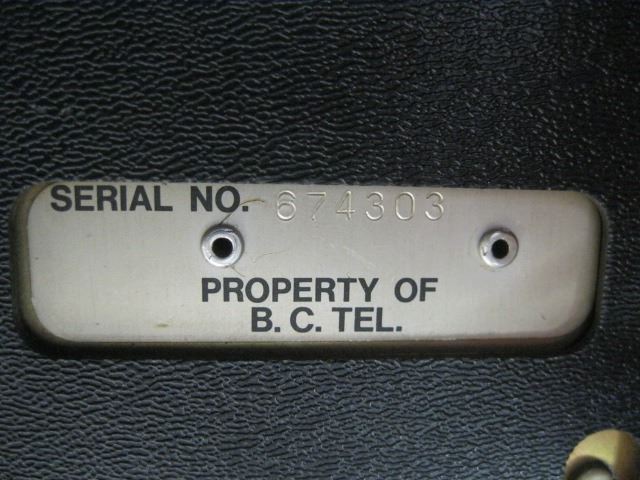 SERIAL NO. 674303
PROPERTY OF
B. C. TEL.